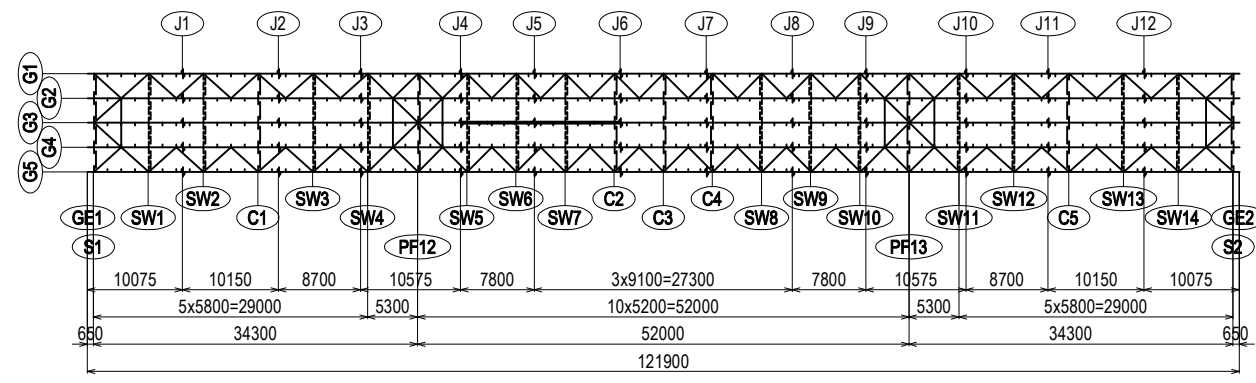 J1 J2 J3 J4 J5 J6 J7 J8 J9 J10 J11 J12
G1
G2
G3
G4
G5
SW2 SW3 SW6 C2 C4 SW9 SW12 SW13
GE1 SW1 C1 SW4 SW5 SW7 C3 SW8 SW10 SW11 C5 SW14 GE2
S1 PF12 PF13 S2
10075 10150 8700 10575 7800 3x9100=27300 7800 10575 8700 10150 10075
5x5800=29000 5300 10x5200=52000 5300 5x5800=29000
650 34300 52000 34300 650
121900